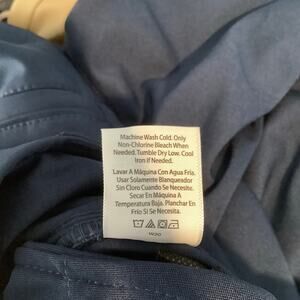 Machine Wash Cold. Only
Non-Chlorine Bleach When
Needed. Tumble Dry Low. Cool
Iron if Needed.
Lavar A Máquina Con Agua Fría.
Usar Solamente Blanqueador
Sin Cloro Cuando Se Necesite.
Secar En Máquina A
Temperatura Baja. Planchar En
Frío Si Se Necesite.
W30